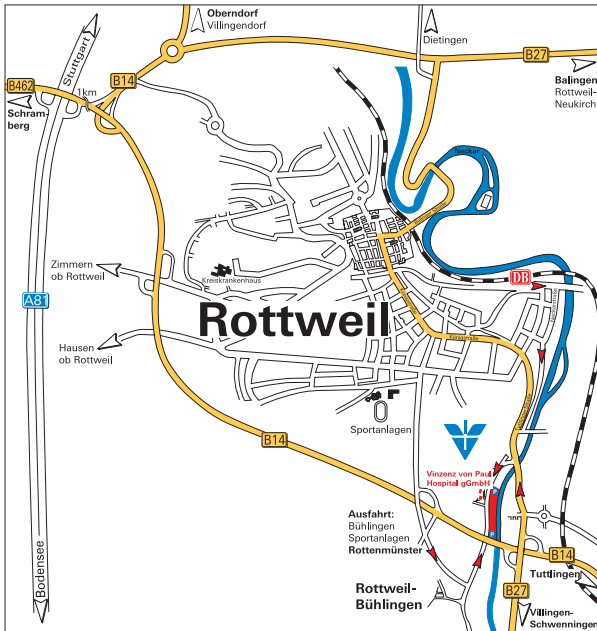 Oberndorf
Villingendorf
Dietingen
B27
Balingen
Rottweil-
Neukirch
Stuttgart
B14
B462
1km
Schram-
berg
Neckar
Zimmern
ob Rottweil
Kreiskrankenhaus
DB
A81
Rottweil
Königstraße
Hausen
ob Rottweil
Sportanlagen
B14
Vinzenz von Paul
Hospital gGmbH
P
Ausfahrt:
Bühlingen
Sportanlagen
Rottenmünster
B14
Tuttlingen
Bodensee
Rottweil-
Bühlingen
B27
Villingen-
Schwenningen